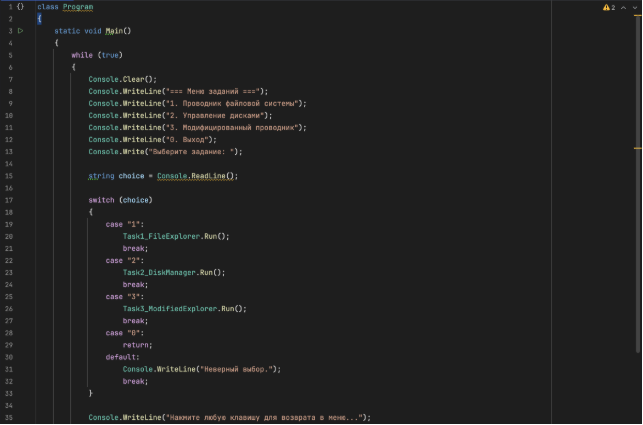 2
1 {} class Program
2 {
3 static void Main()
4 {
5 while (true)
6 {
7 Console.Clear();
8 Console.WriteLine("=== Меню заданий ===");
9 Console.WriteLine("1. Проводник файловой системы");
10 Console.WriteLine("2. Управление дисками");
11 Console.WriteLine("3. Модифицированный проводник");
12 Console.WriteLine("0. Выход");
13 Console.Write("Выберите задание: ");
14
15 string choice = Console.ReadLine();
16
17 switch (choice)
18 {
19 case "1":
20 Task1_FileExplorer.Run();
21 break;
22 case "2":
23 Task2_DiskManager.Run();
24 break;
25 case "3":
26 Task3_ModifiedExplorer.Run();
27 break;
28 case "0":
29 return;
30 default:
31 Console.WriteLine("Неверный выбор.");
32 break;
33 }
34
35 Console.WriteLine("Нажмите любую клавишу для возврата в меню...");